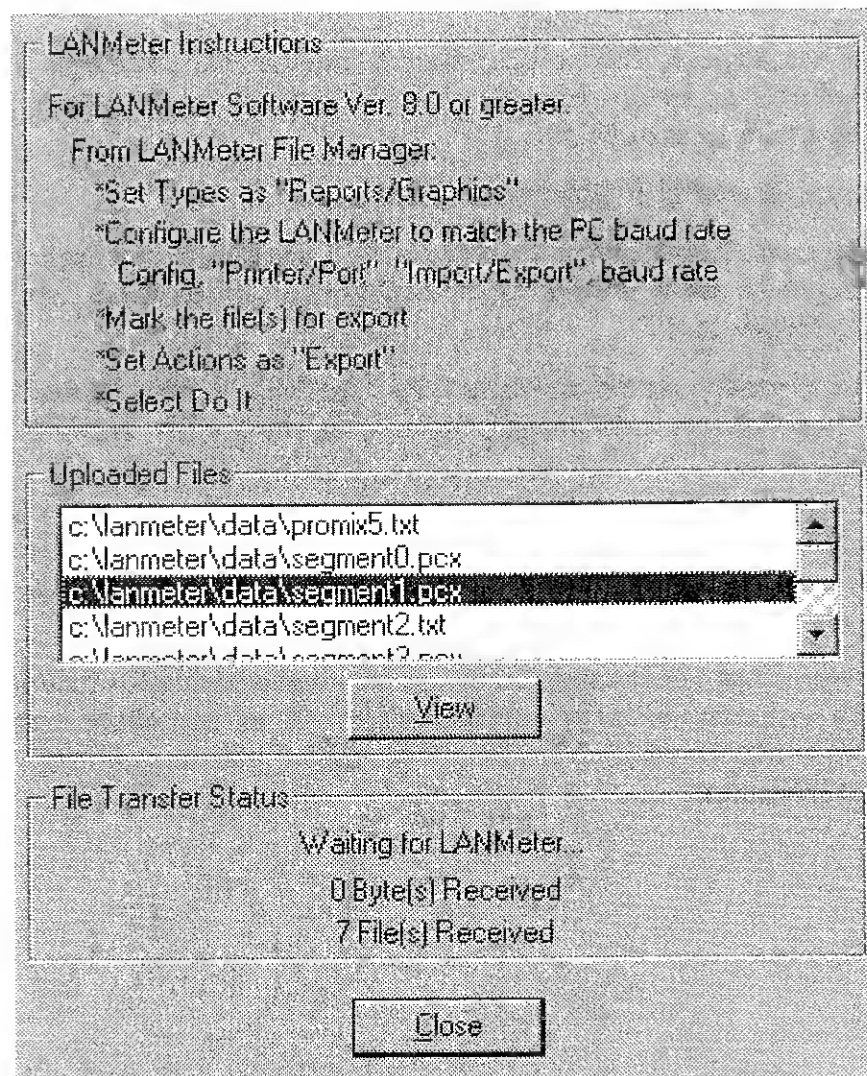 LANMeter Instructions
For LANMeter Software Ver. 8.0 or greater.
From LANMeter File Manager:
*Set Types as "Reports/Graphics"
*Configure the LANMeter to match the PC baud rate
Config, "Printer/Port", "Import/Export", baud rate
*Mark the file(s) for export
*Set Actions as "Export"
*Select Do It
Uploaded Files
c:\lanmeter\data\promix5.txt
c:\lanmeter\data\segment0.pcx
c:\lanmeter\data\segment1.pcx
c:\lanmeter\data\segment2.txt
View
File Transfer Status
Waiting for LANMeter...
0 Byte(s) Received
7 File(s) Received
Close